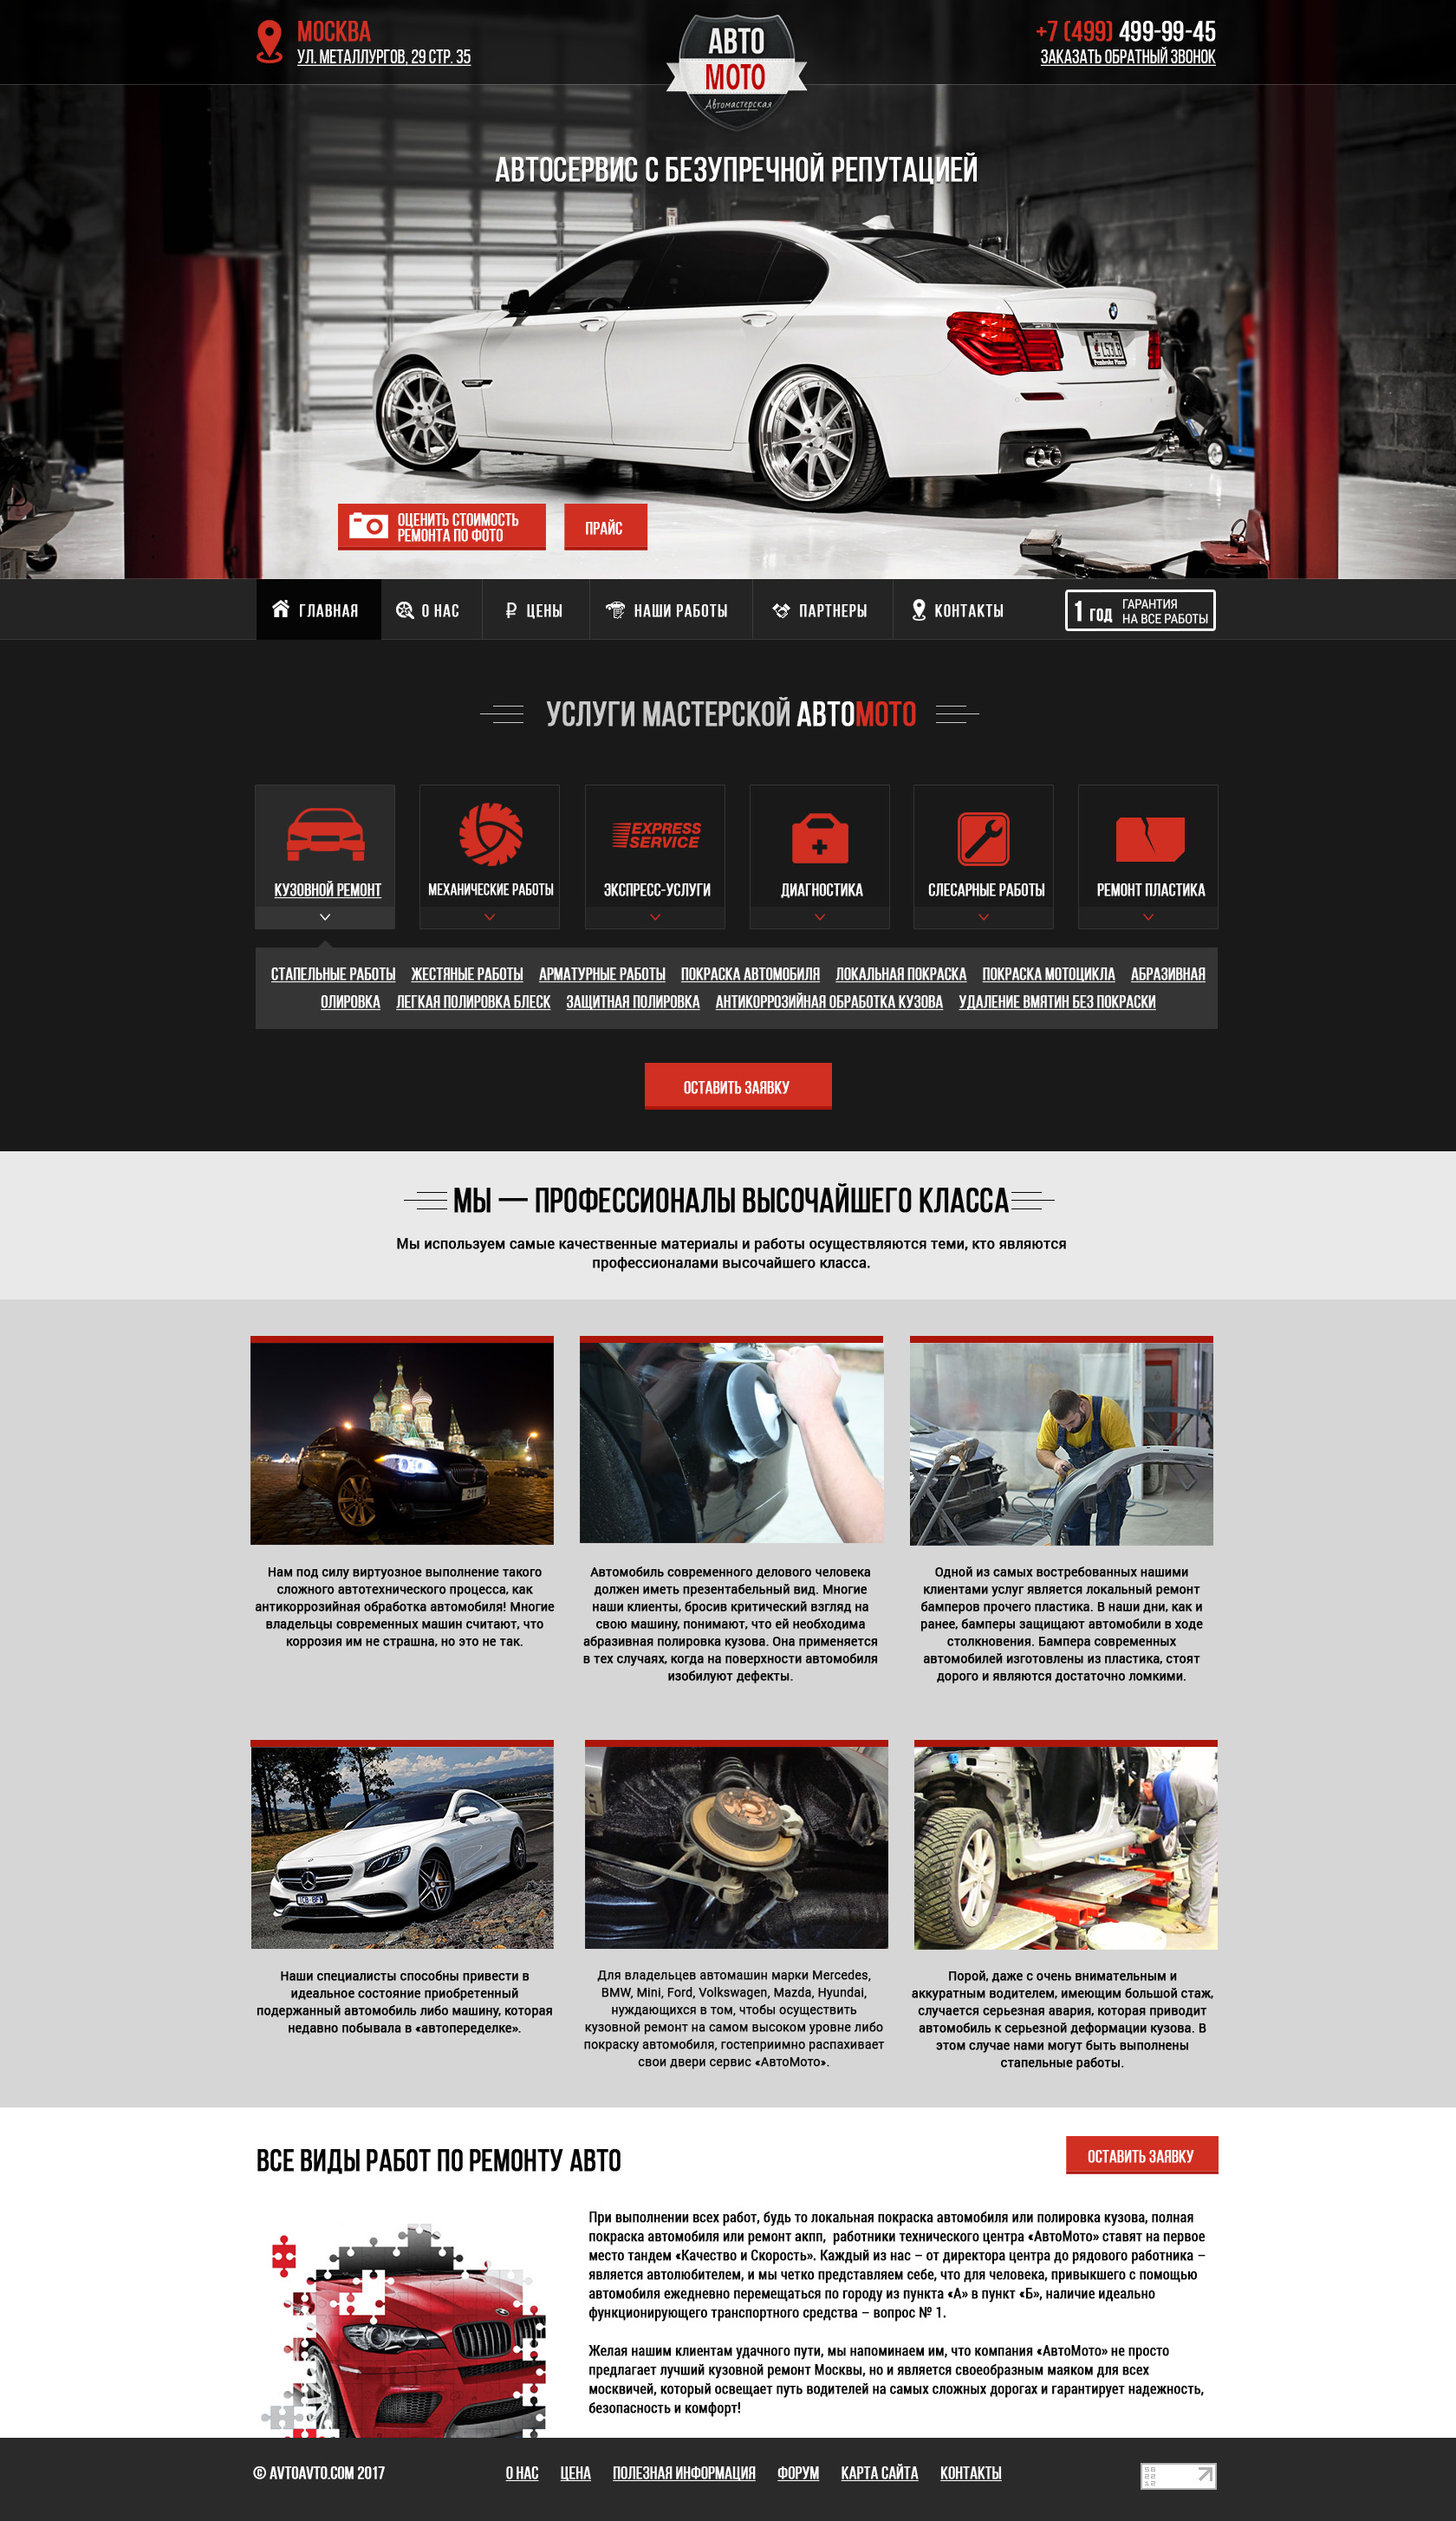 МОСКВА
УЛ. МЕТАЛЛУРГОВ, 29 СТР. 35
АВТО
МОТО
Автомастерская
+7 (499) 499-99-45
ЗАКАЗАТЬ ОБРАТНЫЙ ЗВОНОК
АВТОСЕРВИС С БЕЗУПРЕЧНОЙ РЕПУТАЦИЕЙ
ОЦЕНИТЬ СТОИМОСТЬ
РЕМОНТА ПО ФОТО
ПРАЙС
ГЛАВНАЯ О НАС ЦЕНЫ НАШИ РАБОТЫ ПАРТНЕРЫ КОНТАКТЫ
1 год
ГАРАНТИЯ
НА ВСЕ РАБОТЫ
УСЛУГИ МАСТЕРСКОЙ АВТОМОТО
EXPRESS
SERVICE
КУЗОВНОЙ РЕМОНТ МЕХАНИЧЕСКИЕ РАБОТЫ ЭКСПРЕСС-УСЛУГИ ДИАГНОСТИКА СЛЕСАРНЫЕ РАБОТЫ РЕМОНТ ПЛАСТИКА
СТАПЕЛЬНЫЕ РАБОТЫ ЖЕСТЯНЫЕ РАБОТЫ АРМАТУРНЫЕ РАБОТЫ ПОКРАСКА АВТОМОБИЛЯ ЛОКАЛЬНАЯ ПОКРАСКА ПОКРАСКА МОТОЦИКЛА АБРАЗИВНАЯ
ОЛИРОВКА ЛЕГКАЯ ПОЛИРОВКА БЛЕСК ЗАЩИТНАЯ ПОЛИРОВКА АНТИКОРРОЗИЙНАЯ ОБРАБОТКА КУЗОВА УДАЛЕНИЕ ВМЯТИН БЕЗ ПОКРАСКИ
ОСТАВИТЬ ЗАЯВКУ
МЫ — ПРОФЕССИОНАЛЫ ВЫСОЧАЙШЕГО КЛАССА
Мы используем самые качественные материалы и работы осуществляются теми, кто являются
профессионалами высочайшего класса.
Нам под силу виртуозное выполнение такого
сложного автотехнического процесса, как
антикоррозийная обработка автомобиля! Многие
владельцы современных машин считают, что
коррозия им не страшна, но это не так.
Автомобиль современного делового человека
должен иметь презентабельный вид. Многие
наши клиенты, бросив критический взгляд на
свою машину, понимают, что ей необходима
абразивная полировка кузова. Она применяется
в тех случаях, когда на поверхности автомобиля
изобилуют дефекты.
Одной из самых востребованных нашими
клиентами услуг является локальный ремонт
бамперов прочего пластика. В наши дни, как и
ранее, бамперы защищают автомобили в ходе
столкновения. Бампера современных
автомобилей изготовлены из пластика, стоят
дорого и являются достаточно ломкими.
Наши специалисты способны привести в
идеальное состояние приобретенный
подержанный автомобиль либо машину, которая
недавно побывала в «автопеределке».
Для владельцев автомашин марки Mercedes,
BMW, Mini, Ford, Volkswagen, Mazda, Hyundai,
нуждающихся в том, чтобы осуществить
кузовной ремонт на самом высоком уровне либо
покраску автомобиля, гостеприимно распахивает
свои двери сервис «АвтоМото».
Порой, даже с очень внимательным и
аккуратным водителем, имеющим большой стаж,
случается серьезная авария, которая приводит
автомобиль к серьезной деформации кузова. В
этом случае нами могут быть выполнены
стапельные работы.
ВСЕ ВИДЫ РАБОТ ПО РЕМОНТУ АВТО
ОСТАВИТЬ ЗАЯВКУ
При выполнении всех работ, будь то локальная покраска автомобиля или полировка кузова, полная
покраска автомобиля или ремонт акпп, работники технического центра «АвтоМото» ставят на первое
место тандем «Качество и Скорость». Каждый из нас – от директора центра до рядового работника –
является автолюбителем, и мы четко представляем себе, что для человека, привыкшего с помощью
автомобиля ежедневно перемещаться по городу из пункта «А» в пункт «Б», наличие идеально
функционирующего транспортного средства – вопрос № 1.
Желая нашим клиентам удачного пути, мы напоминаем им, что компания «АвтоМото» не просто
предлагает лучший кузовной ремонт Москвы, но и является своеобразным маяком для всех
москвичей, который освещает путь водителей на самых сложных дорогах и гарантирует надежность,
безопасность и комфорт!
© AVTOAVTO.COM 2017
О НАС ЦЕНА ПОЛЕЗНАЯ ИНФОРМАЦИЯ ФОРУМ КАРТА САЙТА КОНТАКТЫ